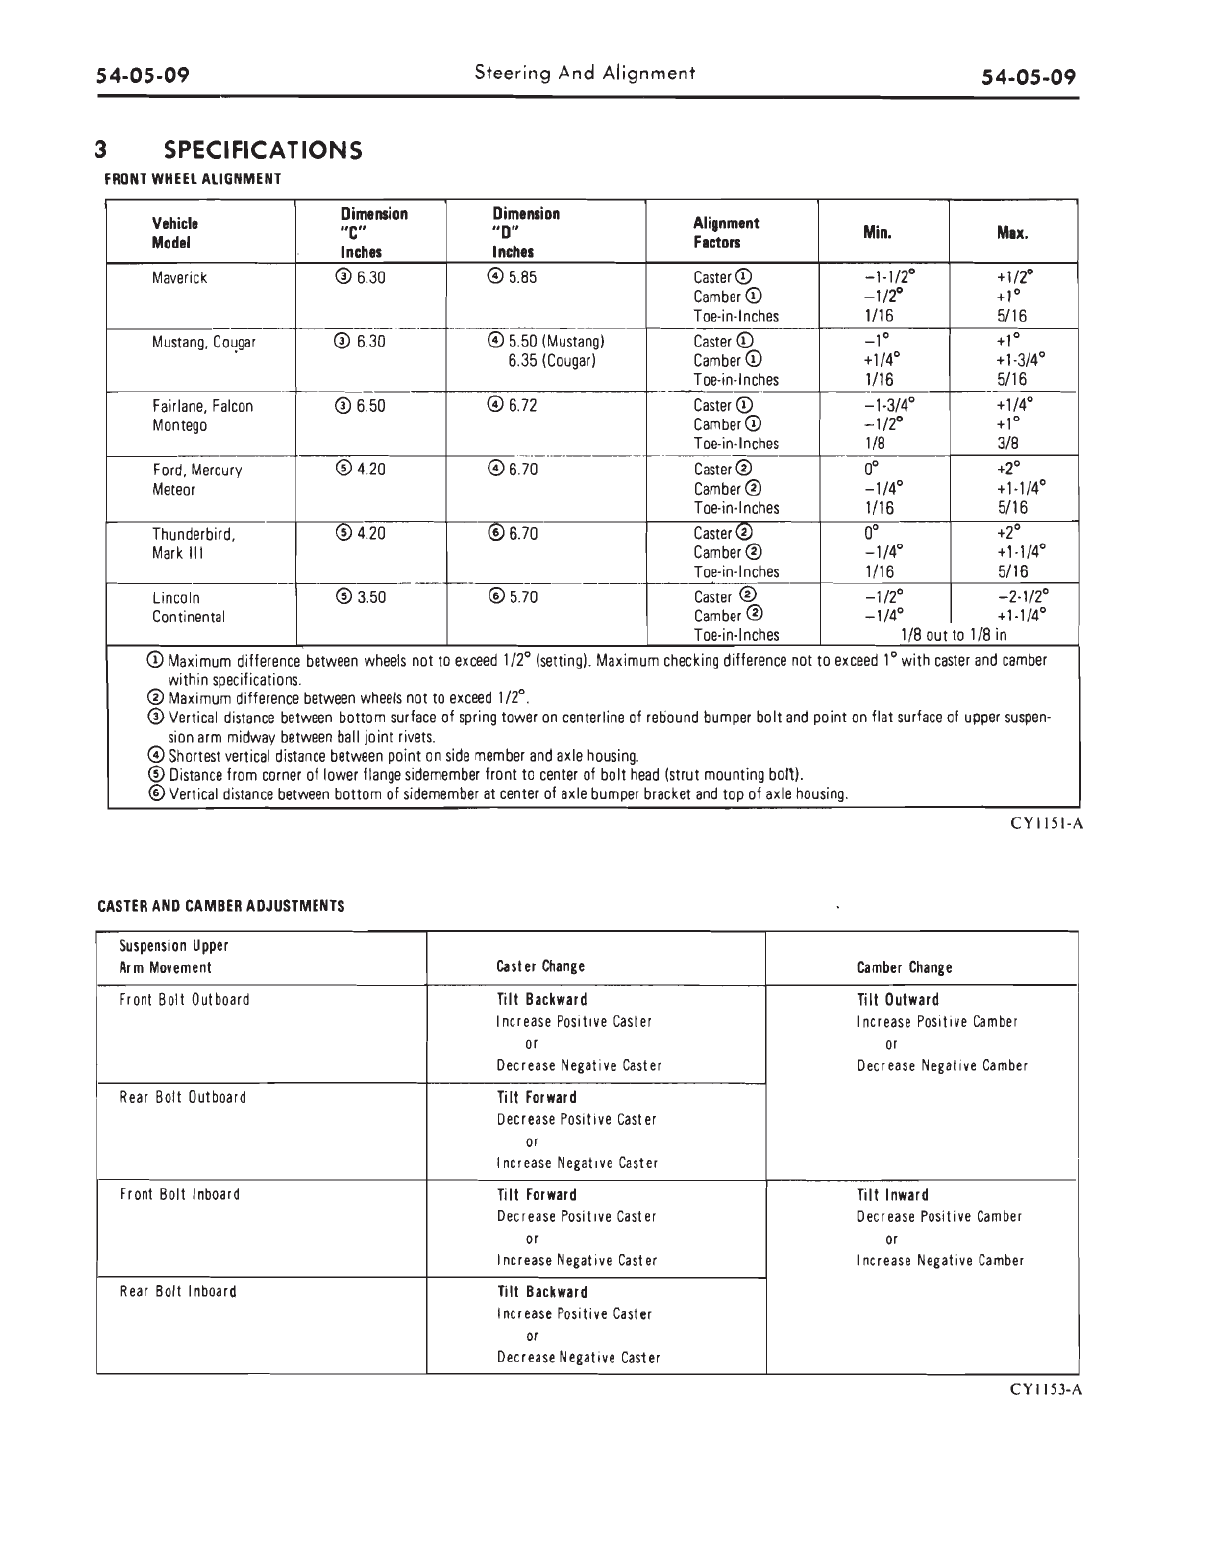 54-05-09 Steering And Alignment 54-05-09
3 SPECIFICATIONS
FRONT WHEEL ALIGNMENT
Vehicle Model Dimension "C" Inches Dimension "D" Inches Alignment Factors Min. Max.
Maverick ③ 6.30 ④ 5.85 Caster ① −1-1/2° +1/2°
Camber ① −1/2° +1°
Toe-in-Inches 1/16 5/16
Mustang, Cougar ③ 6.30 ④ 5.50 (Mustang) Caster ① −1° +1°
6.35 (Cougar) Camber ① +1/4° +1-3/4°
Toe-in-Inches 1/16 5/16
Fairlane, Falcon ③ 6.50 ④ 6.72 Caster ① −1-3/4° +1/4°
Montego Camber ① −1/2° +1°
Toe-in-Inches 1/8 3/8
Ford, Mercury ⑤ 4.20 ④ 6.70 Caster ② 0° +2°
Meteor Camber ② −1/4° +1-1/4°
Toe-in-Inches 1/16 5/16
Thunderbird, ⑤ 4.20 ⑥ 6.70 Caster ② 0° +2°
Mark III Camber ② −1/4° +1-1/4°
Toe-in-Inches 1/16 5/16
Lincoln ⑤ 3.50 ⑥ 5.70 Caster ② −1/2° −2-1/2°
Continental Camber ② −1/4° +1-1/4°
Toe-in-Inches 1/8 out to 1/8 in
① Maximum difference between wheels not to exceed 1/2° (setting). Maximum checking difference not to exceed 1° with caster and camber
within specifications.
② Maximum difference between wheels not to exceed 1/2°.
③ Vertical distance between bottom surface of spring tower on centerline of rebound bumper bolt and point on flat surface of upper suspen-
sion arm midway between ball joint rivets.
④ Shortest vertical distance between point on side member and axle housing.
⑤ Distance from corner of lower flange sidemember front to center of bolt head (strut mounting bolt).
⑥ Vertical distance between bottom of sidemember at center of axle bumper bracket and top of axle housing.
CY1151-A
CASTER AND CAMBER ADJUSTMENTS
Suspension Upper
Arm Movement Caster Change Camber Change
Front Bolt Outboard Tilt Backward Tilt Outward
Increase Positive Caster Increase Positive Camber
or or
Decrease Negative Caster Decrease Negative Camber
Rear Bolt Outboard Tilt Forward
Decrease Positive Caster
or
Increase Negative Caster
Front Bolt Inboard Tilt Forward Tilt Inward
Decrease Positive Caster Decrease Positive Camber
or or
Increase Negative Caster Increase Negative Camber
Rear Bolt Inboard Tilt Backward
Increase Positive Caster
or
Decrease Negative Caster
CY1153-A